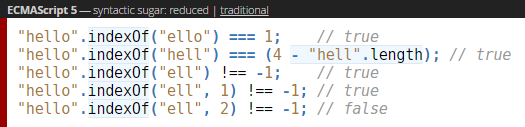 ECMAScript 5 — syntactic sugar: reduced | traditional
"hello".indexOf("ello") === 1;    // true
"hello".indexOf("hell") === (4 - "hell".length); // true
"hello".indexOf("ell") !== -1;    // true
"hello".indexOf("ell", 1) !== -1; // true
"hello".indexOf("ell", 2) !== -1; // false